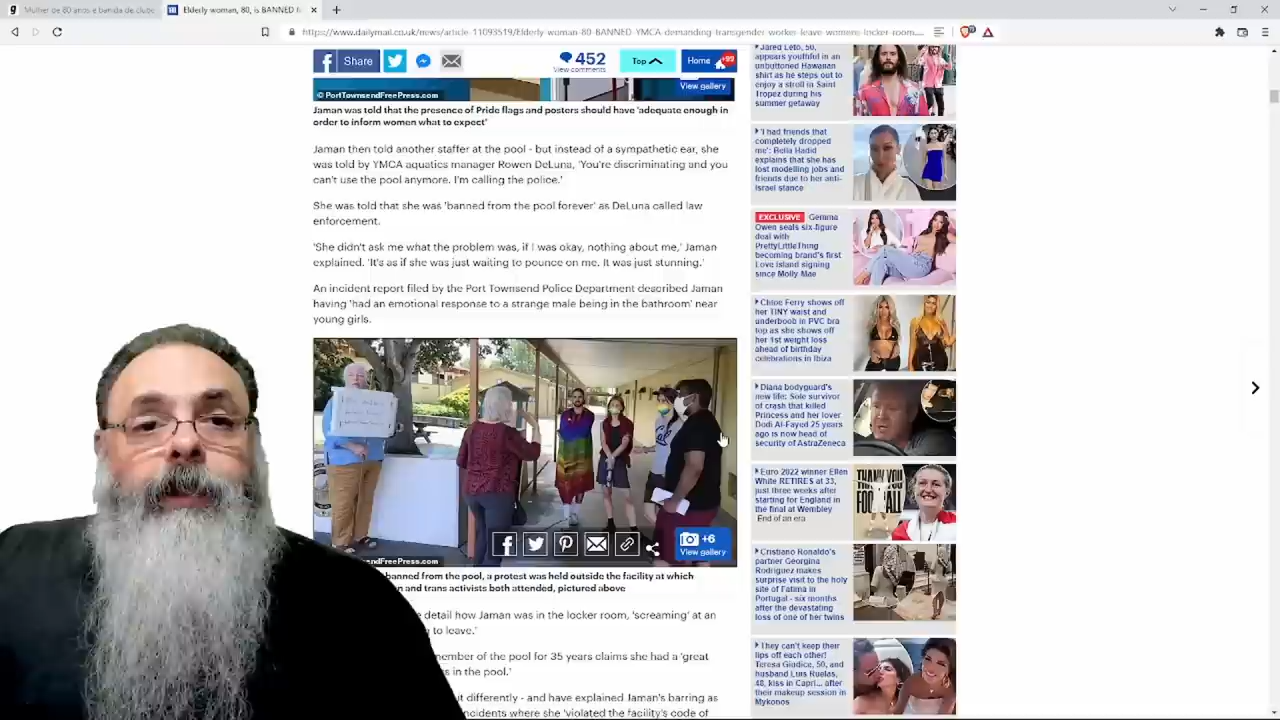 Mulher de 80 anos é banida de clube
Elderly woman, 80, is BANNED f
https://www.dailymail.co.uk/news/article-11093519/Elderly-woman-80-BANNED-YMCA-demanding-transgender-worker-leave-womens-locker-room....
Share
452
View comments
Top
Home
+99
© PortTownsendFreePress.com
View gallery
Jaman was told that the presence of Pride flags and posters should have 'adequate enough in
order to inform women what to expect'
Jaman then told another staffer at the pool - but instead of a sympathetic ear, she
was told by YMCA aquatics manager Rowen DeLuna, 'You're discriminating and you
can't use the pool anymore. I'm calling the police.'
She was told that she was 'banned from the pool forever' as DeLuna called law
enforcement.
'She didn't ask me what the problem was, if I was okay, nothing about me,' Jaman
explained. 'It's as if she was just waiting to pounce on me. It was just stunning.'
An incident report filed by the Port Townsend Police Department described Jaman
having 'had an emotional response to a strange male being in the bathroom' near
young girls.
+6
View gallery
endFreePress.com
banned from the pool, a protest was held outside the facility at which
n and trans activists both attended, pictured above
detail how Jaman was in the locker room, 'screaming' at an
g to leave.'
ember of the pool for 35 years claims she had a 'great
s in the pool.'
t differently - and have explained Jaman's barring as
ncidents where she 'violated the facility's code of
Jared Leto, 50,
appears youthful in an
unbuttoned Hawaiian
shirt as he steps out to
enjoy a stroll in Saint
Tropez during his
summer getaway
'I had friends that
completely dropped
me': Bella Hadid
explains that she has
lost modelling jobs and
friends due to her anti-
Israel stance
EXCLUSIVE Gemma
Owen seals six-figure
deal with
PrettyLittleThing
becoming brand's first
Love Island signing
since Molly Mae
Chloe Ferry shows off
her TINY waist and
underboob in PVC bra
top as she shows off
her 1st weight loss
ahead of birthday
celebrations in Ibiza
Diana bodyguard's
new life: Sole survivor
of crash that killed
Princess and her lover
Dodi Al-Fayed 25 years
ago is now head of
security of AstraZeneca
Euro 2022 winner Ellen
White RETIRES at 33,
just three weeks after
starting for England in
the final at Wembley
End of an era
THANK YOU
FOOTBALL
Cristiano Ronaldo's
partner Georgina
Rodriguez makes
surprise visit to the holy
site of Fatima in
Portugal - six months
after the devastating
loss of one of her twins
They can't keep their
lips off each other!
Teresa Giudice, 50, and
husband Luis Ruelas,
48, kiss in Capri... after
their makeup session in
Mykonos